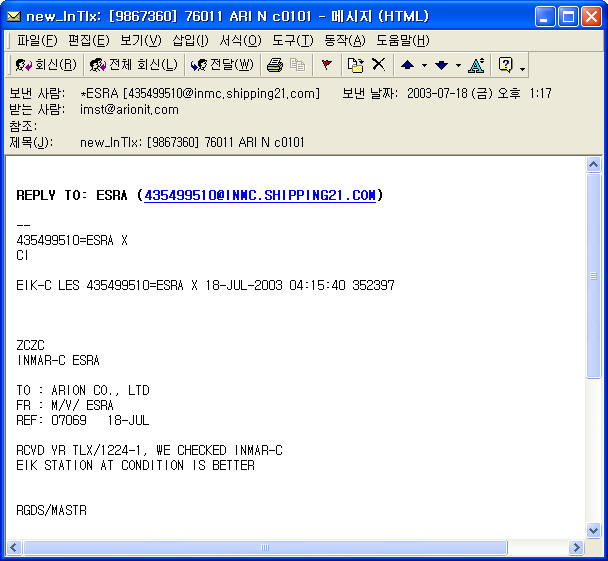 new_InTlx: [9867360] 76011 ARI N c0101 - 메시지 (HTML)
파일(F) 편집(E) 보기(V) 삽입(I) 서식(O) 도구(T) 동작(A) 도움말(H)
회신(R) 전체 회신(L) 전달(W)
보낸 사람: *ESRA [435499510@inmc.shipping21.com] 보낸 날짜: 2003-07-18 (금) 오후 1:17
받는 사람: imst@arionit.com
참조:
제목(J): new_InTlx: [9867360] 76011 ARI N c0101
REPLY TO: ESRA (435499510@INMC.SHIPPING21.COM)
--
435499510=ESRA X
CI
EIK-C LES 435499510=ESRA X 18-JUL-2003 04:15:40 352397
ZCZC
INMAR-C ESRA
TO : ARION CO., LTD
FR : M/V/ ESRA
REF: 07069 18-JUL
RCVD YR TLX/1224-1, WE CHECKED INMAR-C
EIK STATION AT CONDITION IS BETTER
RGDS/MASTR